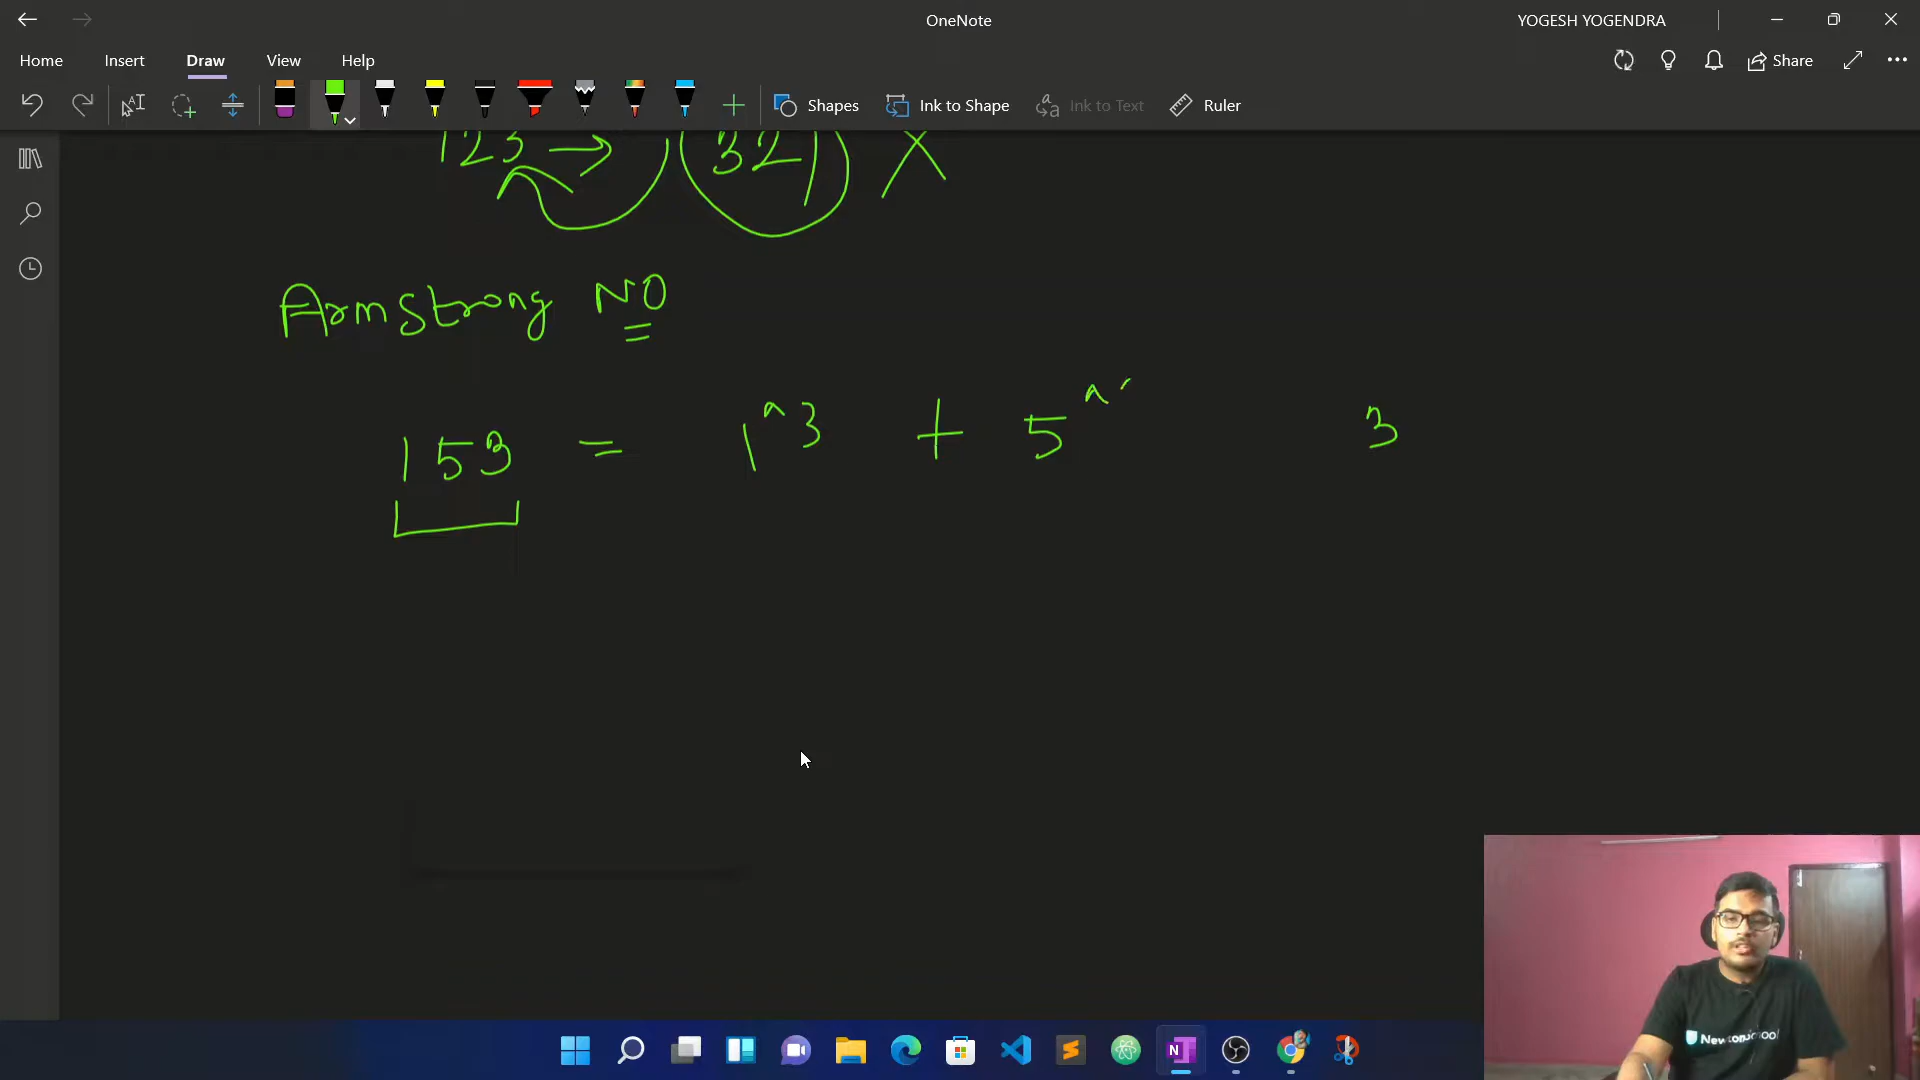 OneNote
YOGESH YOGENDRA
Home Insert Draw View Help
Share
Shapes Ink to Shape Ink to Text Ruler
123 → 321 X
Armstrong NO
153 = 1^3 + 5^ 3